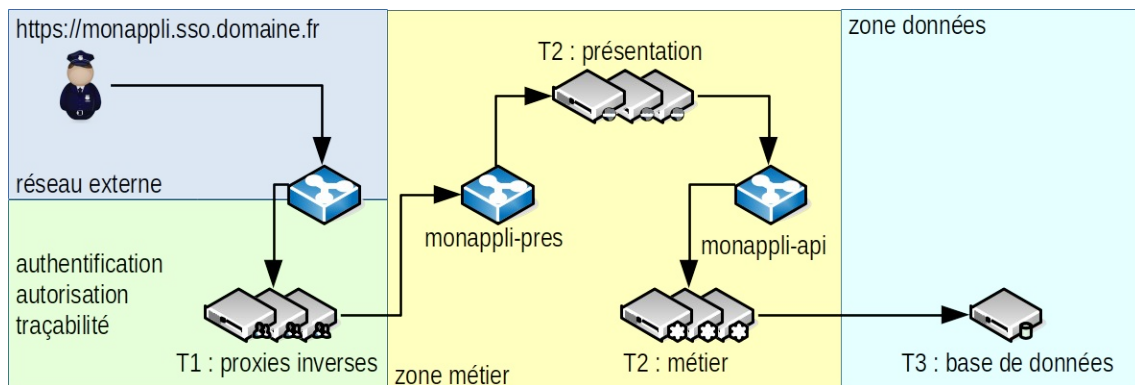 https://monappli.sso.domaine.fr
réseau externe
authentification
autorisation
traçabilité
T1 : proxies inverses
zone métier
T2 : présentation
monappli-pres
monappli-api
T2 : métier
zone données
T3 : base de données